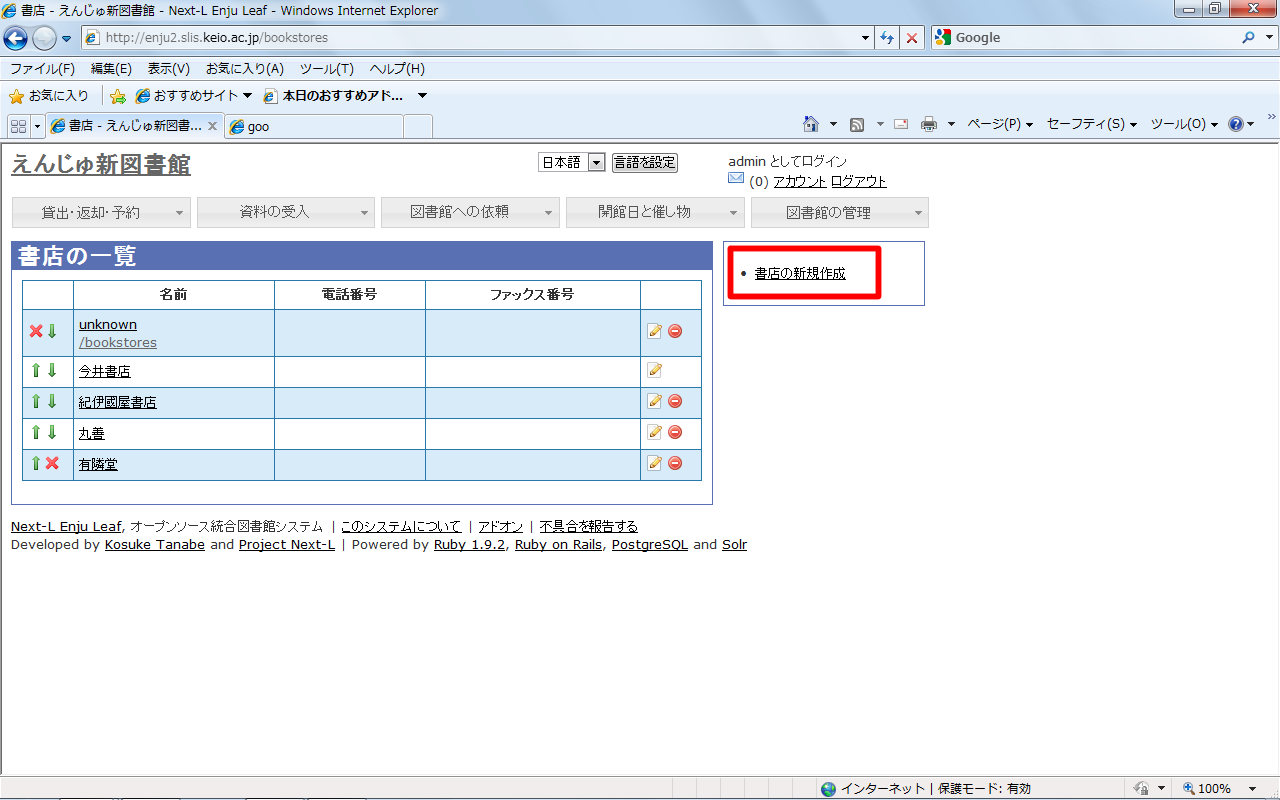 書店 - えんじゅ新図書館 - Next-L Enju Leaf - Windows Internet Explorer
http://enju2.slis.keio.ac.jp/bookstores
Google
ファイル(F) 編集(E) 表示(V) お気に入り(A) ツール(T) ヘルプ(H)
お気に入り おすすめサイト 本日のおすすめアド...
書店 - えんじゅ新図書... goo ページ(P) セーフティ(S) ツール(O)
えんじゅ新図書館 日本語 言語を設定 admin としてログイン
(0) アカウント ログアウト
貸出・返却・予約 資料の受入 図書館への依頼 開館日と催し物 図書館の管理
書店の一覧
書店の新規作成
名前 電話番号 ファックス番号
unknown
/bookstores
今井書店
紀伊國屋書店
丸善
有隣堂
Next-L Enju Leaf, オープンソース統合図書館システム | このシステムについて | アドオン | 不具合を報告する
Developed by Kosuke Tanabe and Project Next-L | Powered by Ruby 1.9.2, Ruby on Rails, PostgreSQL and Solr
インターネット | 保護モード: 有効 100%